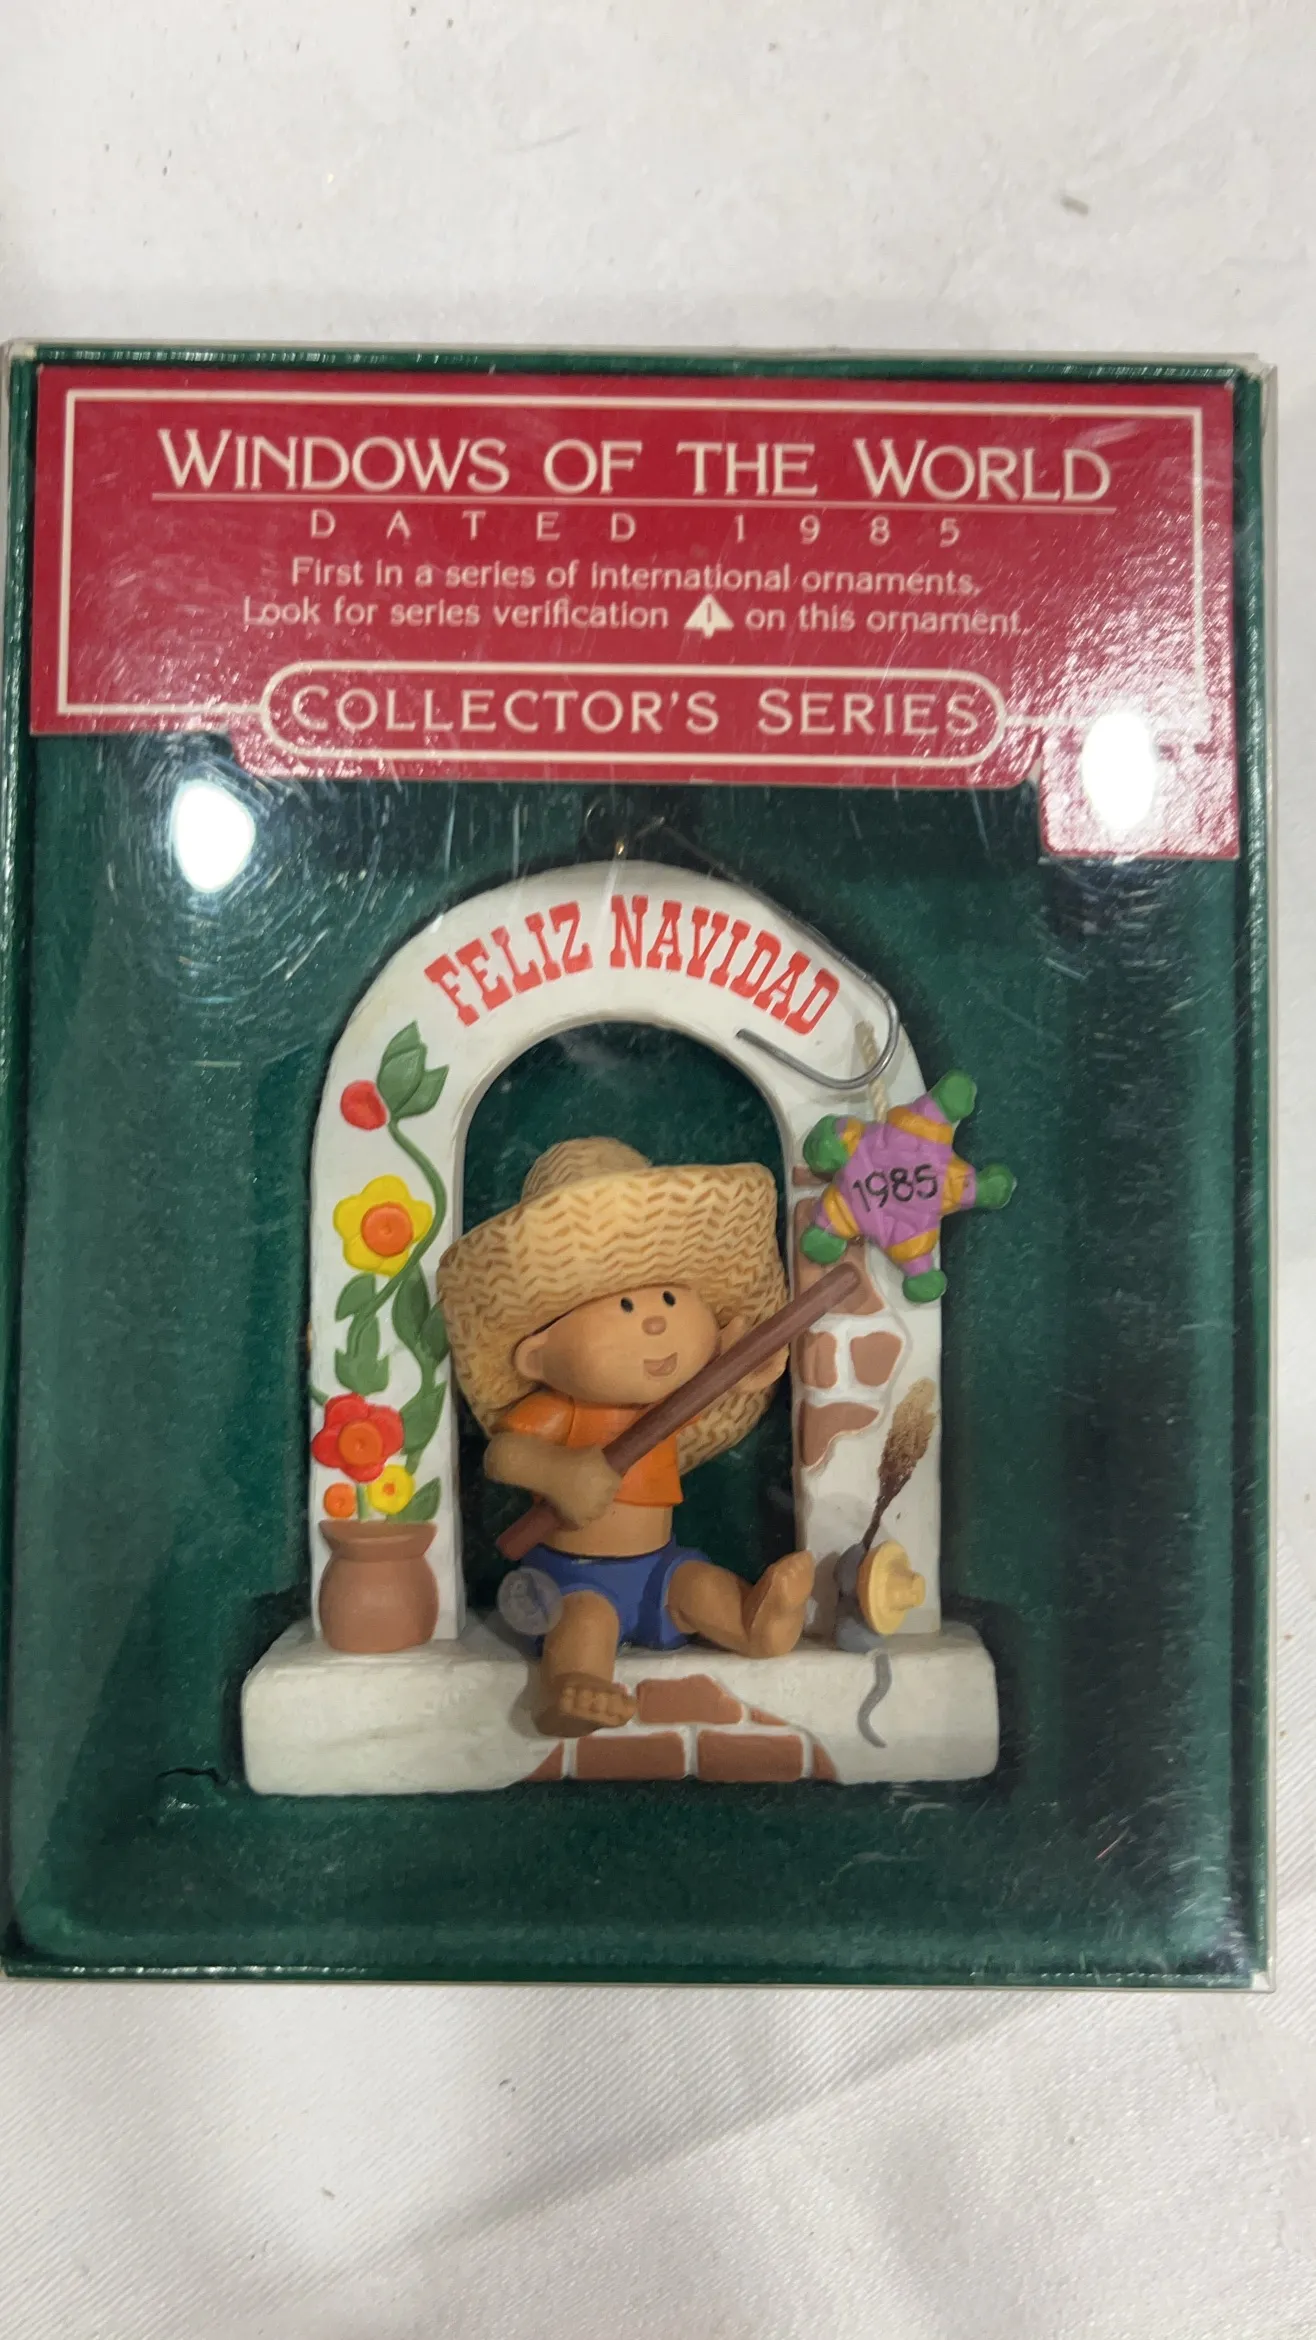 WINDOWS OF THE WORLD
DATED 1985
First in a series of international ornaments.
Look for series verification 1 on this ornament.
COLLECTOR'S SERIES
FELIZ NAVIDAD
1985